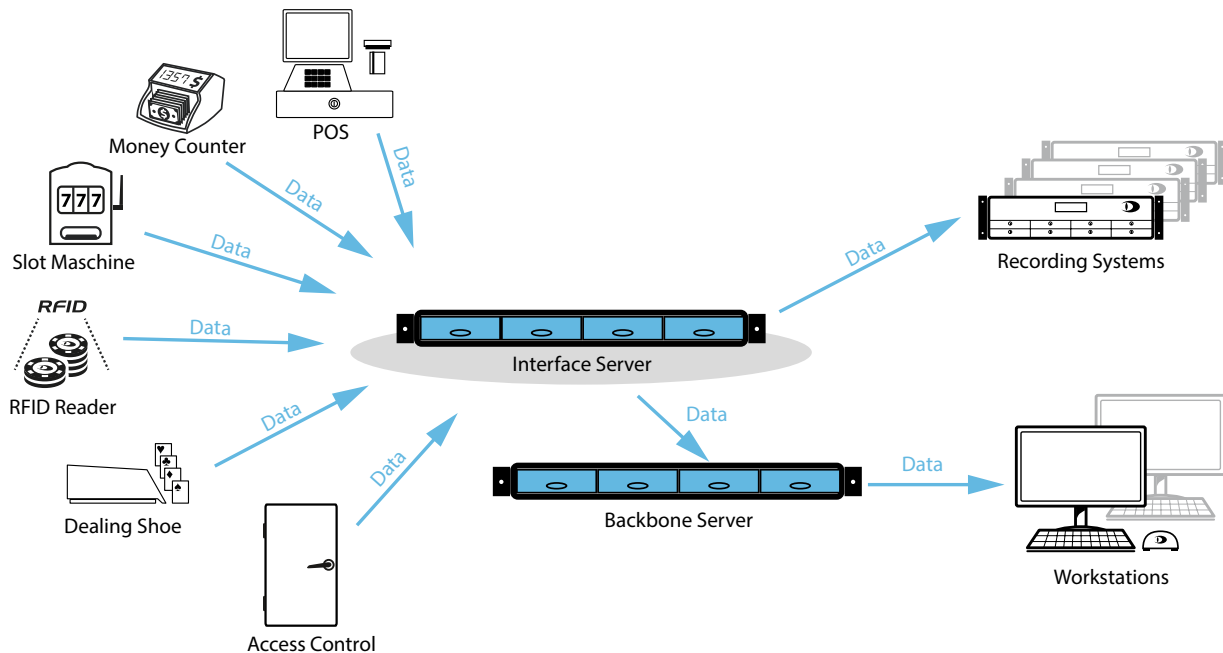 1357 $
Money Counter
POS
Data
Data
777
Slot Maschine
Data
RFID
RFID Reader
Data
Dealing Shoe
Data
Access Control
Data
Interface Server
Data
Recording Systems
Data
Backbone Server
Data
Workstations